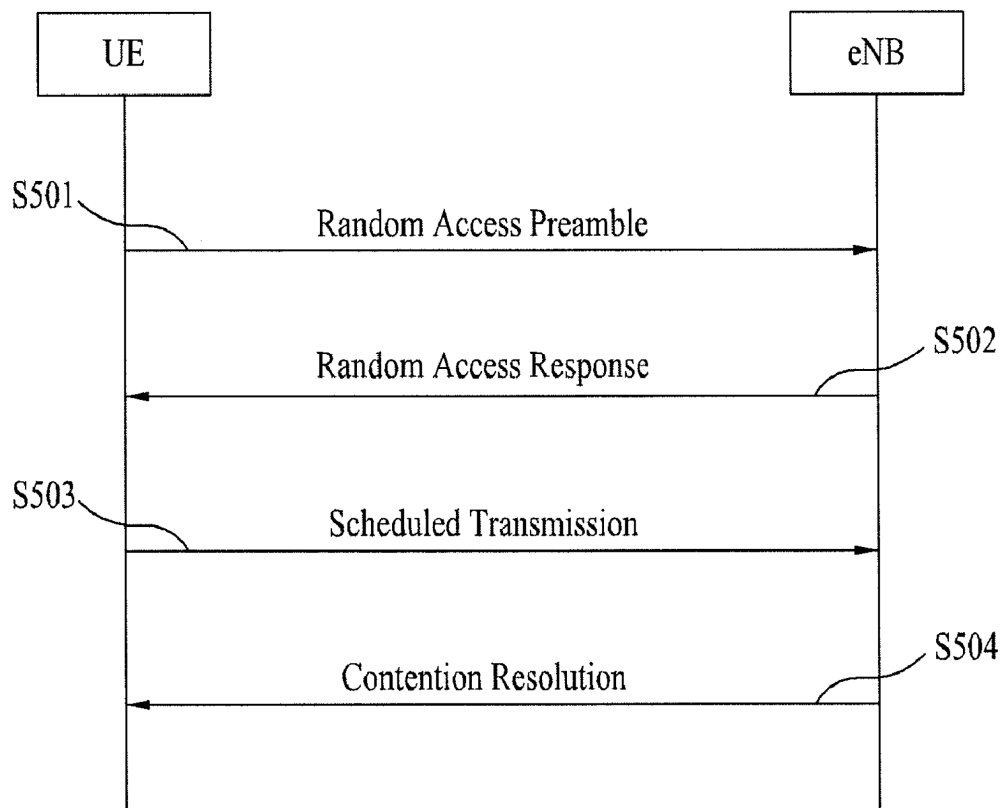 UE
eNB
S501
Random Access Preamble
S502
Random Access Response
S503
Scheduled Transmission
S504
Contention Resolution